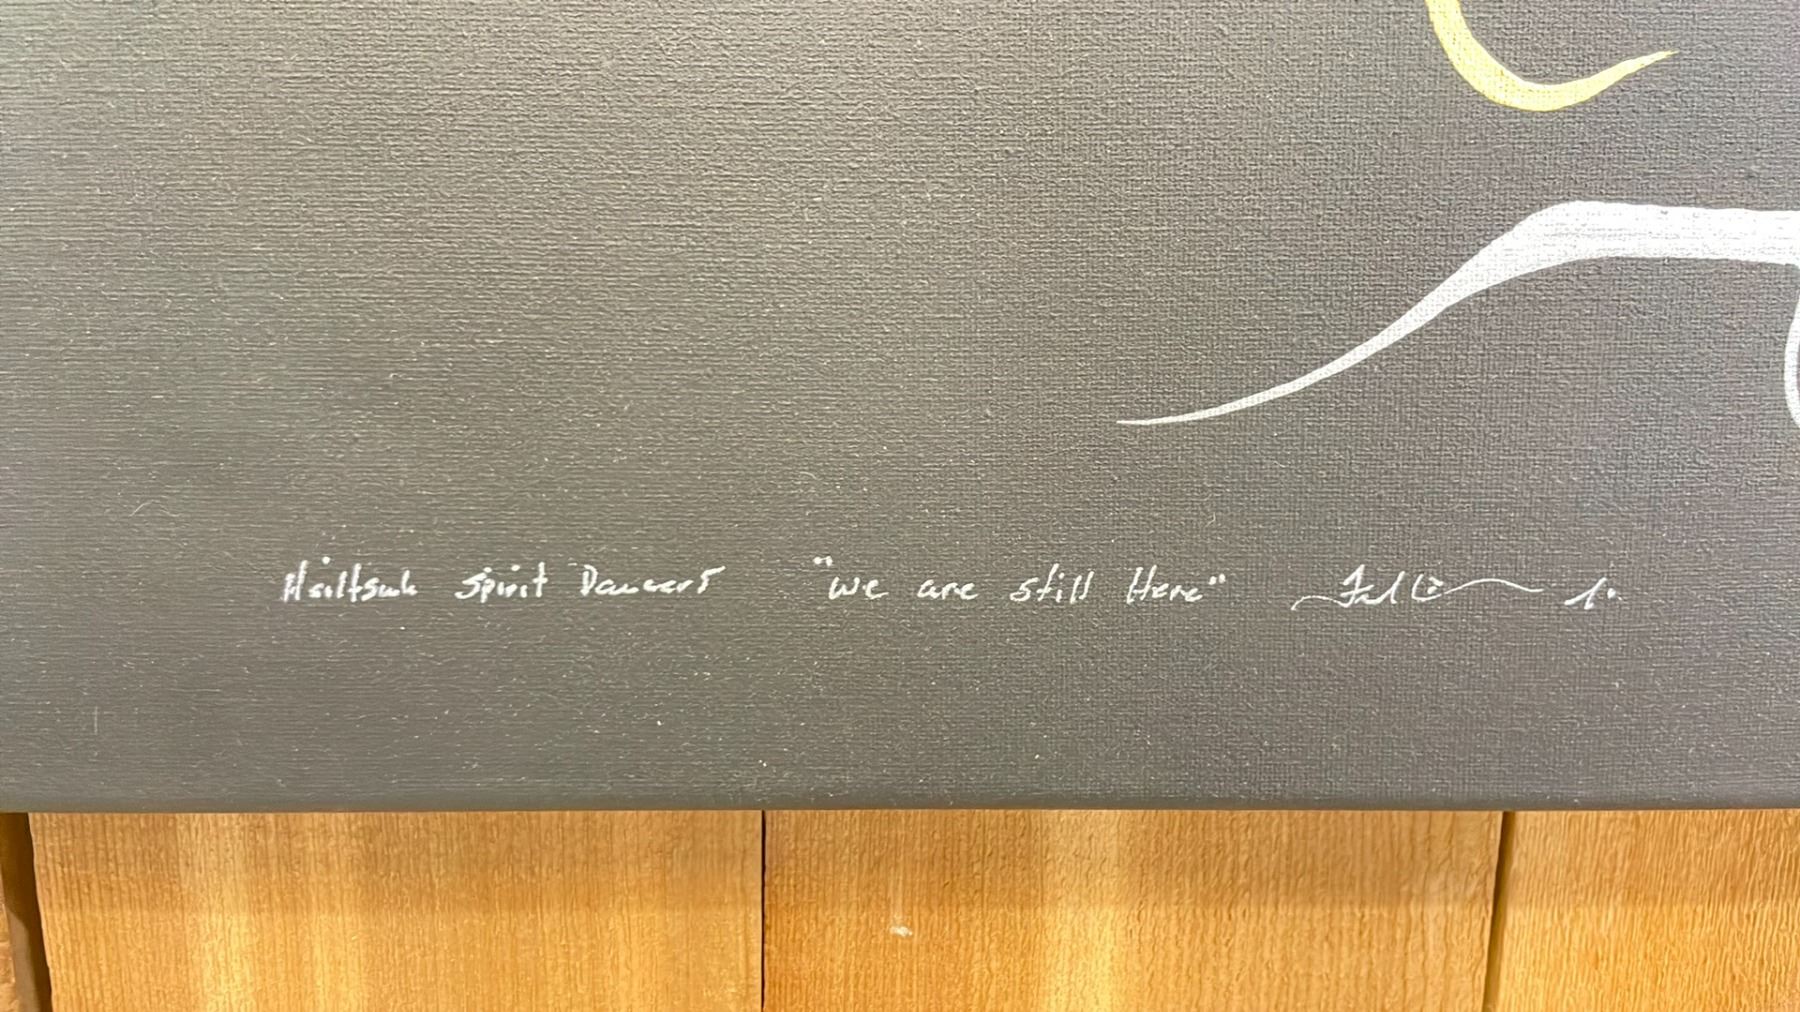 Heiltsuk Spirit Dancers "we are still Here"